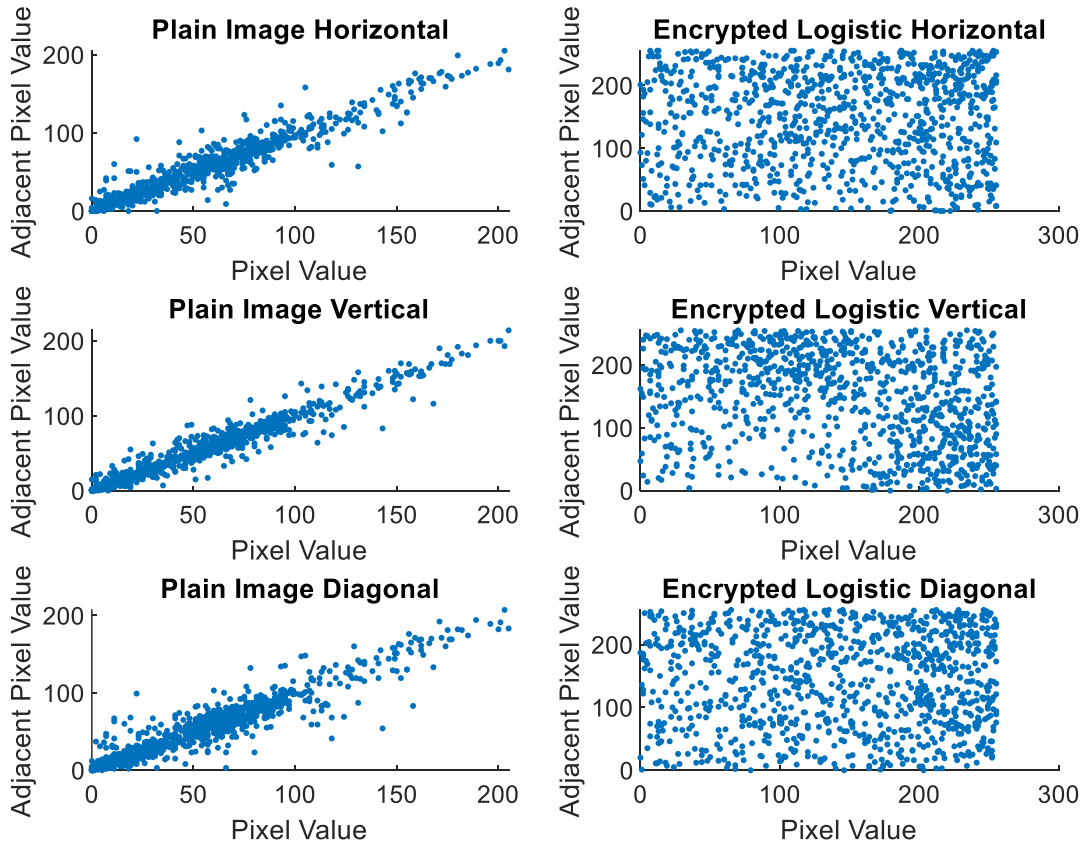 Plain Image Horizontal
Adjacent Pixel Value
200
100
0
0 50 100 150 200
Pixel Value
Encrypted Logistic Horizontal
Adjacent Pixel Value
200
100
0
0 100 200 300
Pixel Value
Plain Image Vertical
Adjacent Pixel Value
200
100
0
0 50 100 150 200
Pixel Value
Encrypted Logistic Vertical
Adjacent Pixel Value
200
100
0
0 100 200 300
Pixel Value
Plain Image Diagonal
Adjacent Pixel Value
200
100
0
0 50 100 150 200
Pixel Value
Encrypted Logistic Diagonal
Adjacent Pixel Value
200
100
0
0 100 200 300
Pixel Value